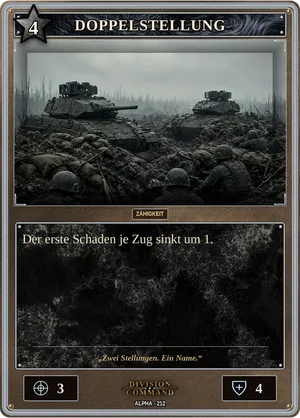 4
DOPPELSTELLUNG
ZÄHIGKEIT
Der erste Schaden je Zug sinkt um 1.
„Zwei Stellungen. Ein Name.“
3
DIVISION
COMMAND
ALPHA · 212
4